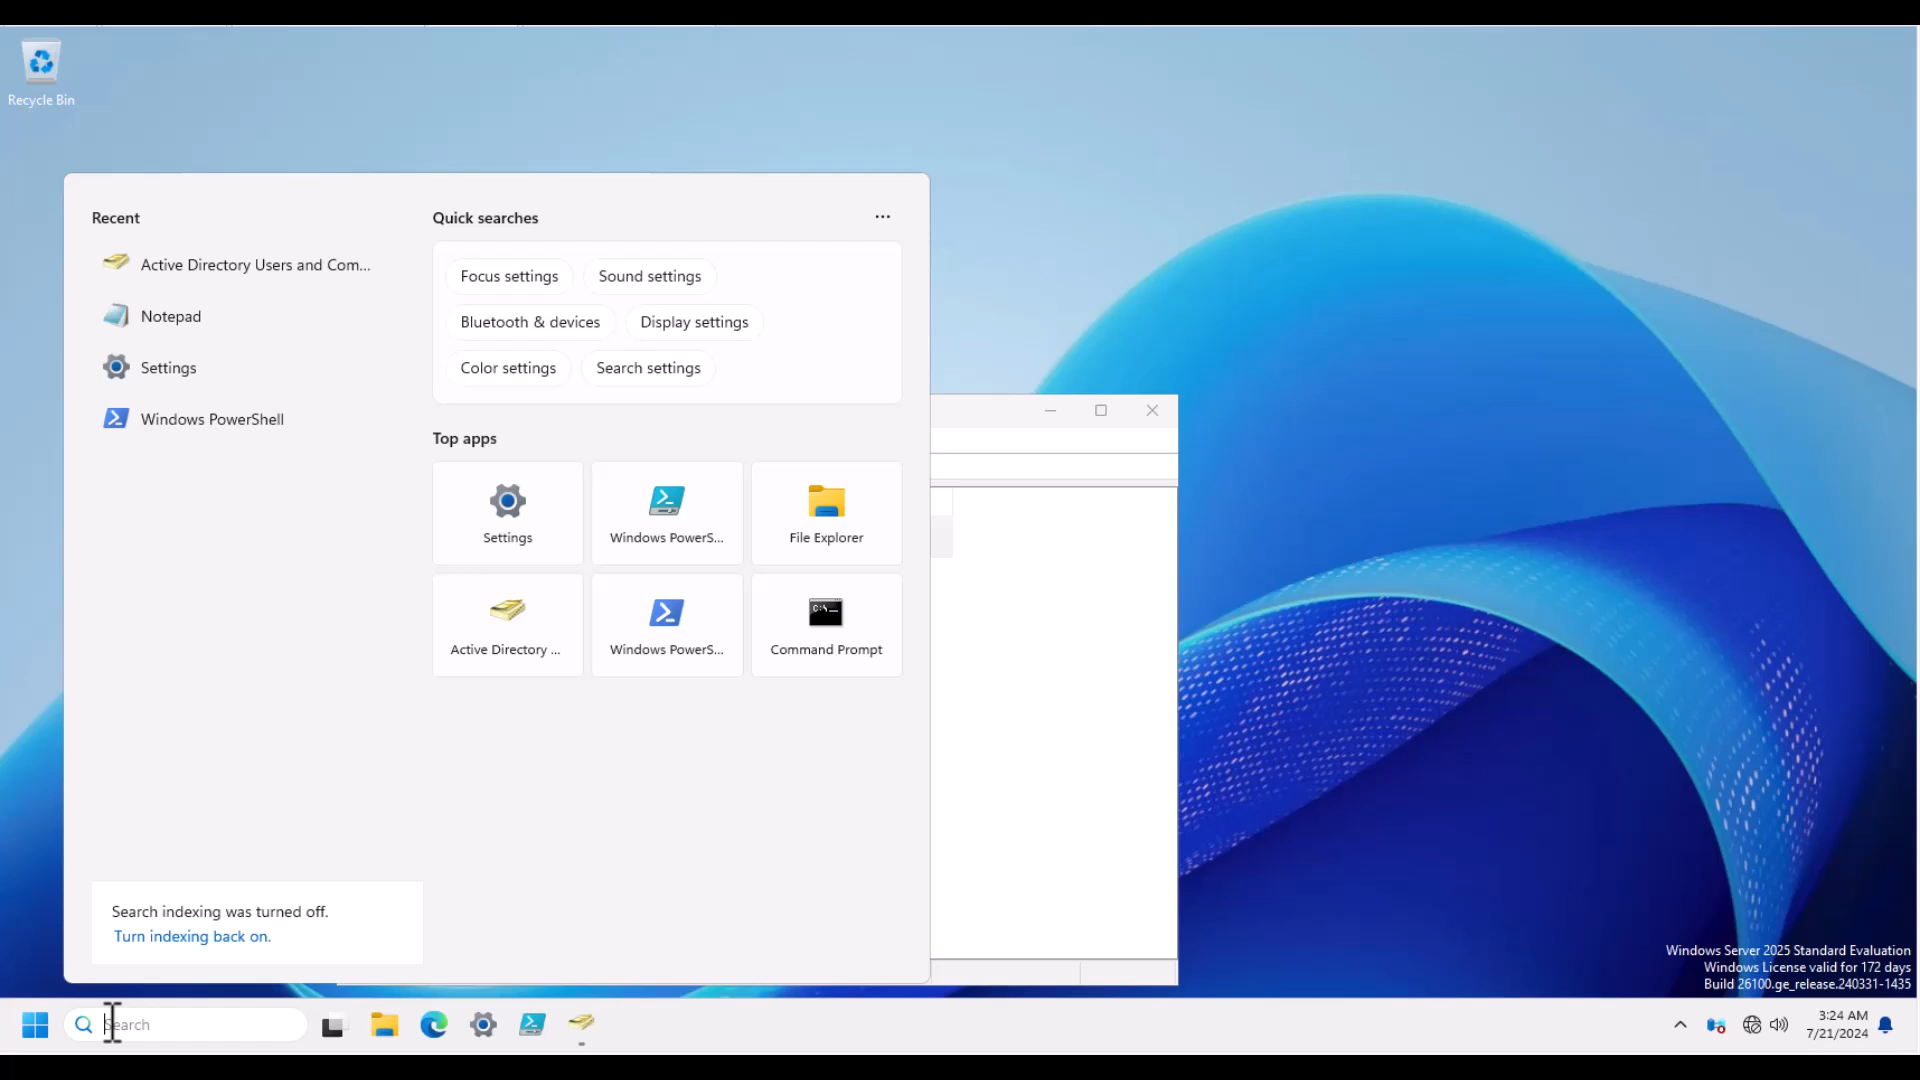 Recycle Bin
Recent
Quick searches
Active Directory Users and Com...
Notepad
Settings
Windows PowerShell
Focus settings
Sound settings
Bluetooth & devices
Display settings
Color settings
Search settings
Top apps
Settings
Windows PowerS...
File Explorer
Active Directory ...
Windows PowerS...
Command Prompt
Search indexing was turned off.
Turn indexing back on.
Windows Server 2025 Standard Evaluation
Windows License valid for 172 days
Build 26100.ge_release.240331-1435
Search
3:24 AM
7/21/2024